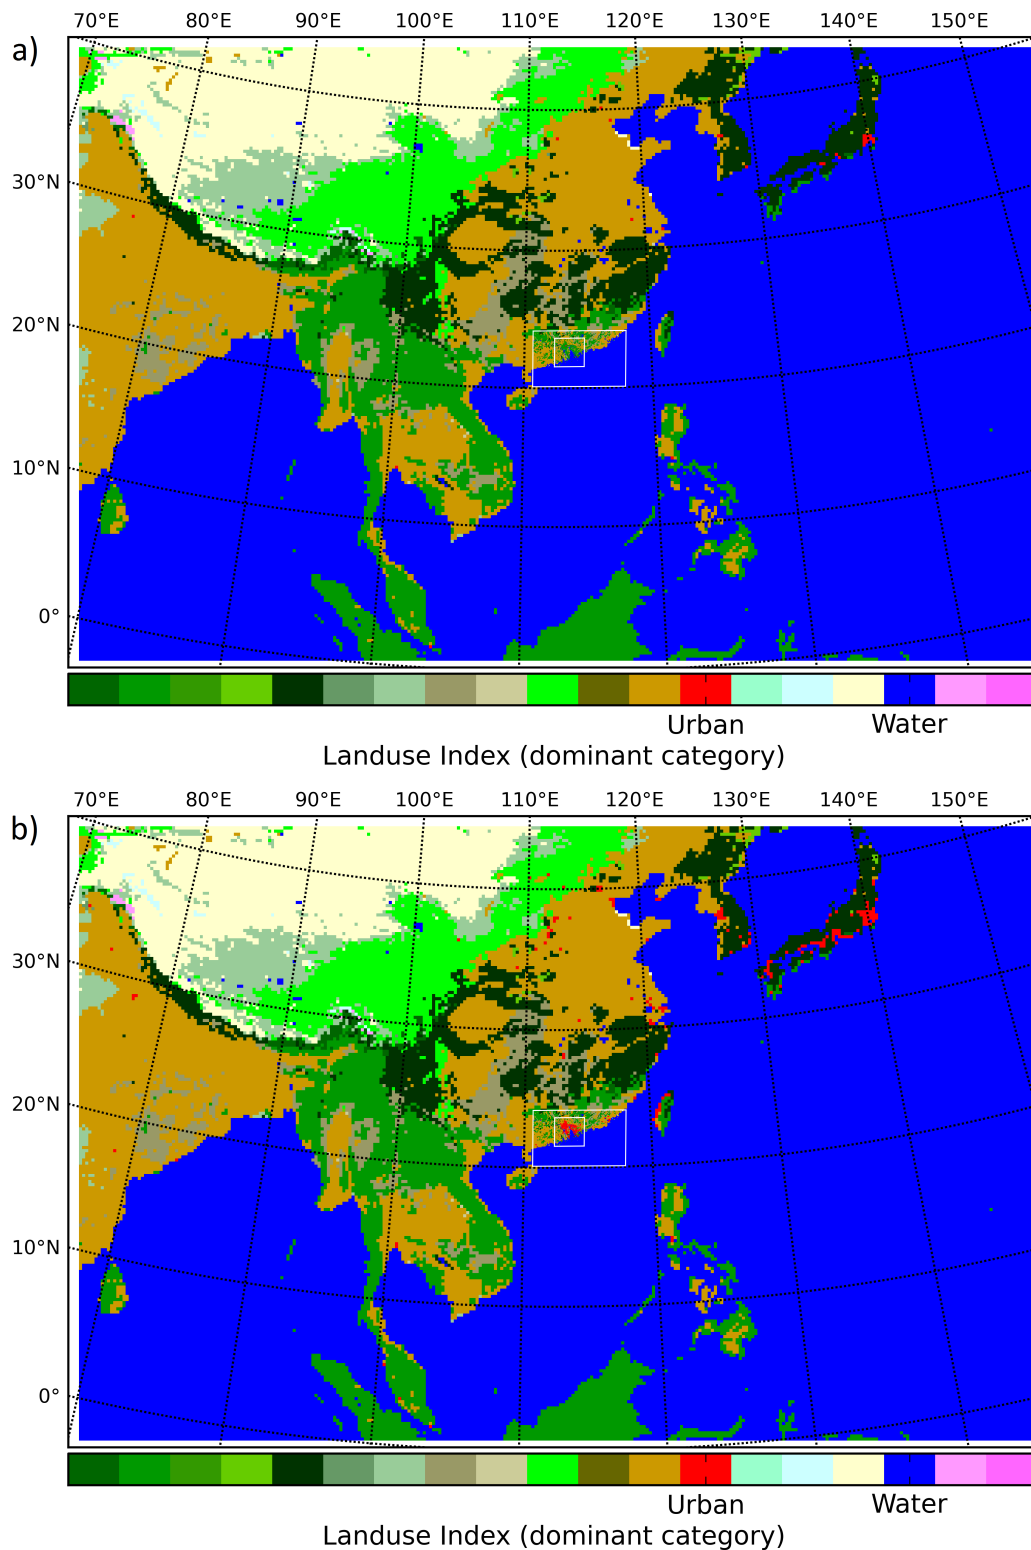 70°E 80°E 90°E 100°E 110°E 120°E 130°E 140°E 150°E
a)
30°N
20°N
10°N
0°
Urban Water
Landuse Index (dominant category)
70°E 80°E 90°E 100°E 110°E 120°E 130°E 140°E 150°E
b)
30°N
20°N
10°N
0°
Urban Water
Landuse Index (dominant category)